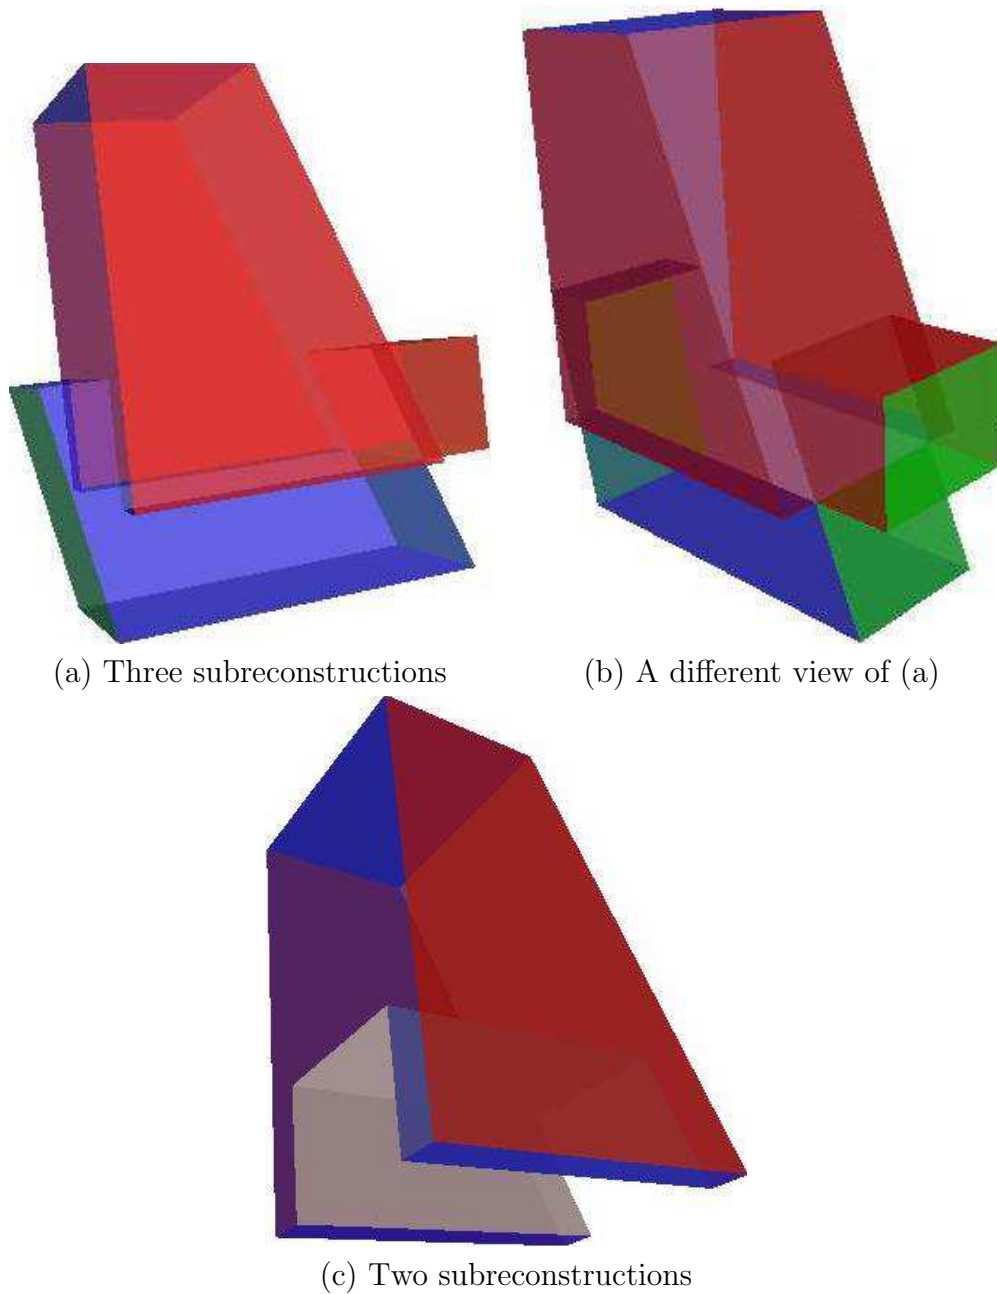 (a) Three subreconstructions
(b) A different view of (a)
(c) Two subreconstructions